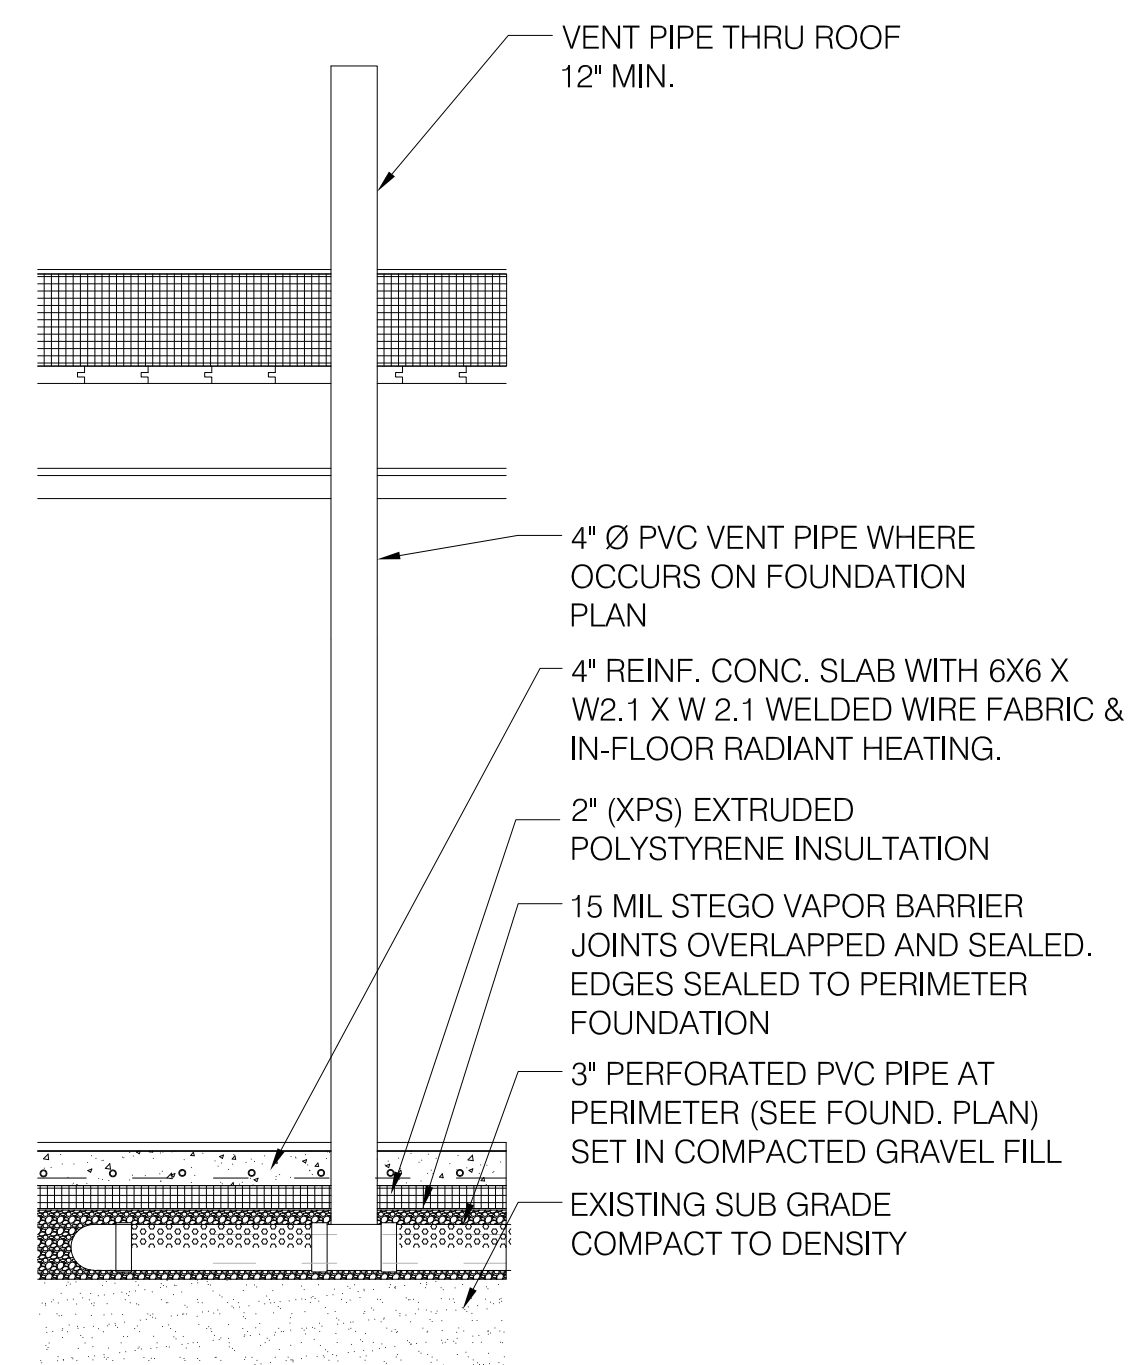 VENT PIPE THRU ROOF
12" MIN.
4" Ø PVC VENT PIPE WHERE
OCCURS ON FOUNDATION
PLAN
4" REINF. CONC. SLAB WITH 6X6 X
W2.1 X W 2.1 WELDED WIRE FABRIC &
IN-FLOOR RADIANT HEATING.
2" (XPS) EXTRUDED
POLYSTYRENE INSULTATION
15 MIL STEGO VAPOR BARRIER
JOINTS OVERLAPPED AND SEALED.
EDGES SEALED TO PERIMETER
FOUNDATION
3" PERFORATED PVC PIPE AT
PERIMETER (SEE FOUND. PLAN)
SET IN COMPACTED GRAVEL FILL
EXISTING SUB GRADE
COMPACT TO DENSITY